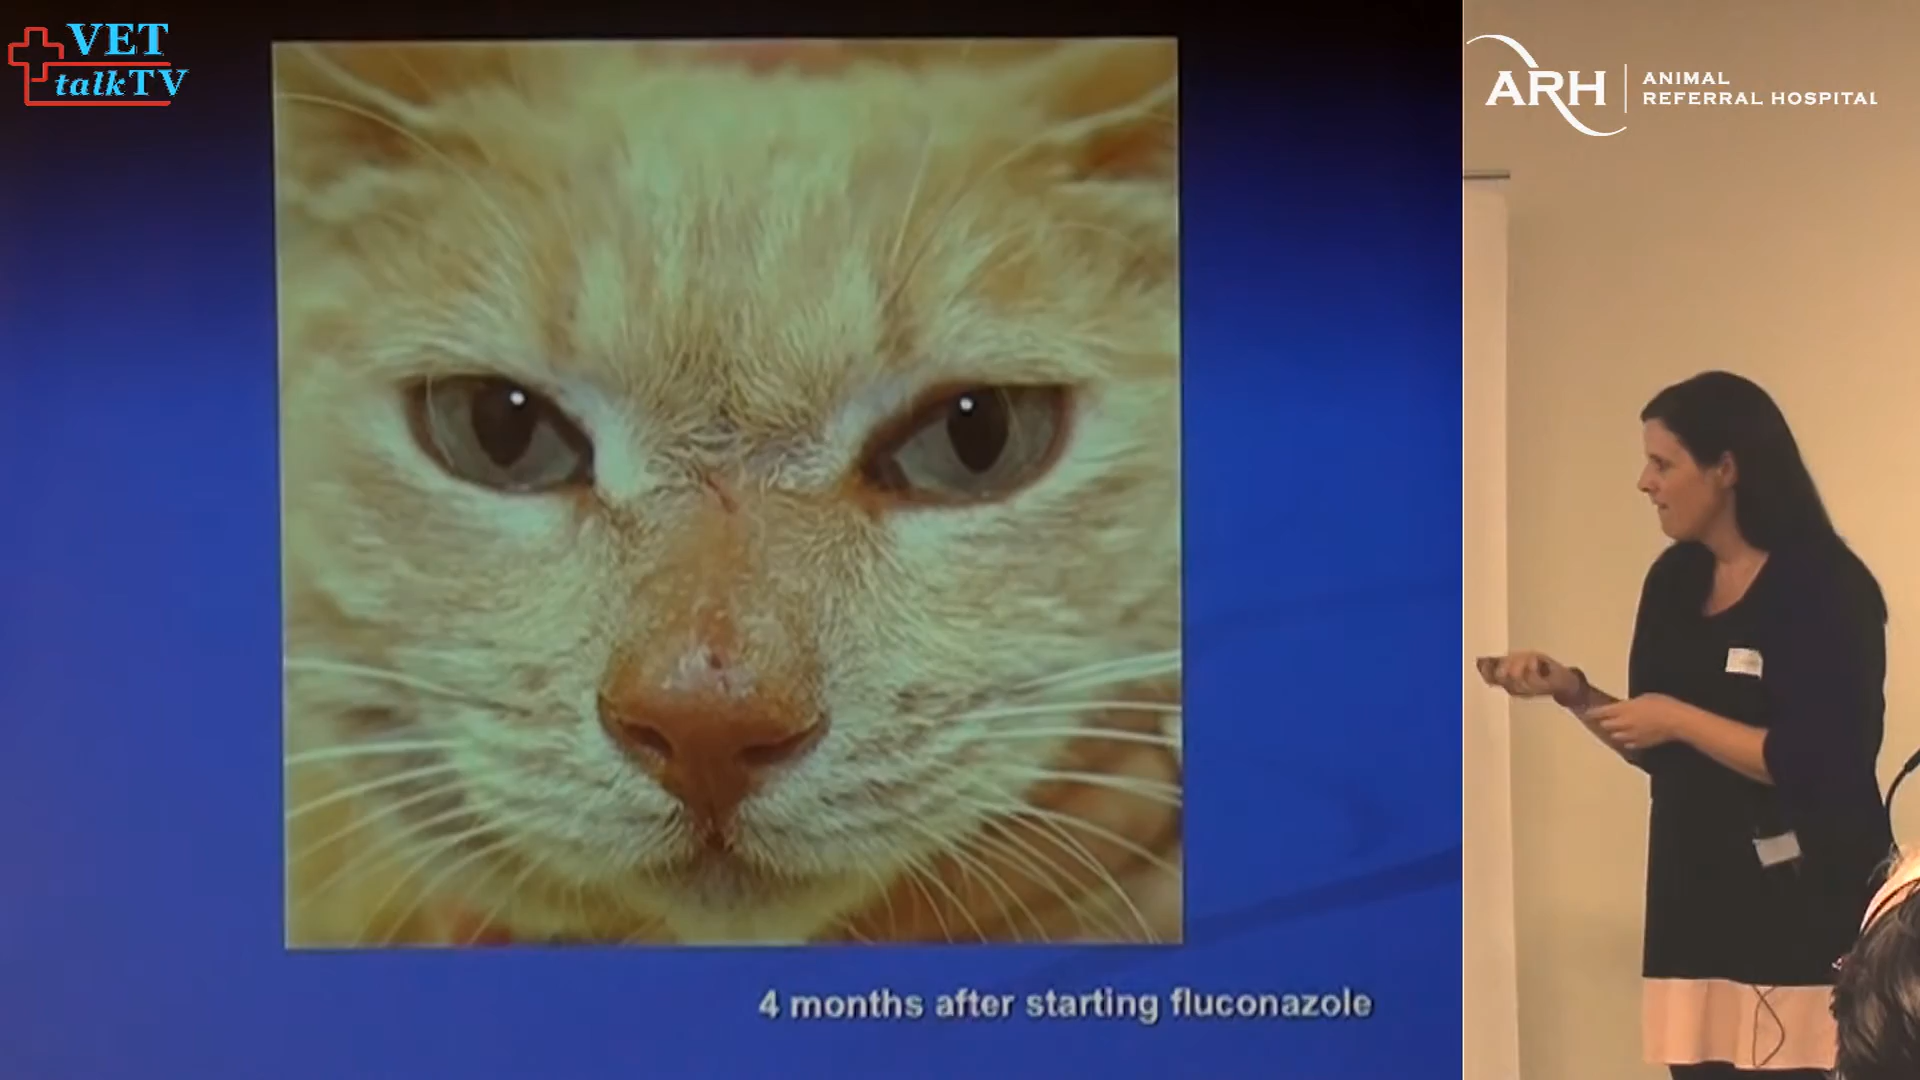 VET
talkTV
ARH
ANIMAL
REFERRAL HOSPITAL
4 months after starting fluconazole